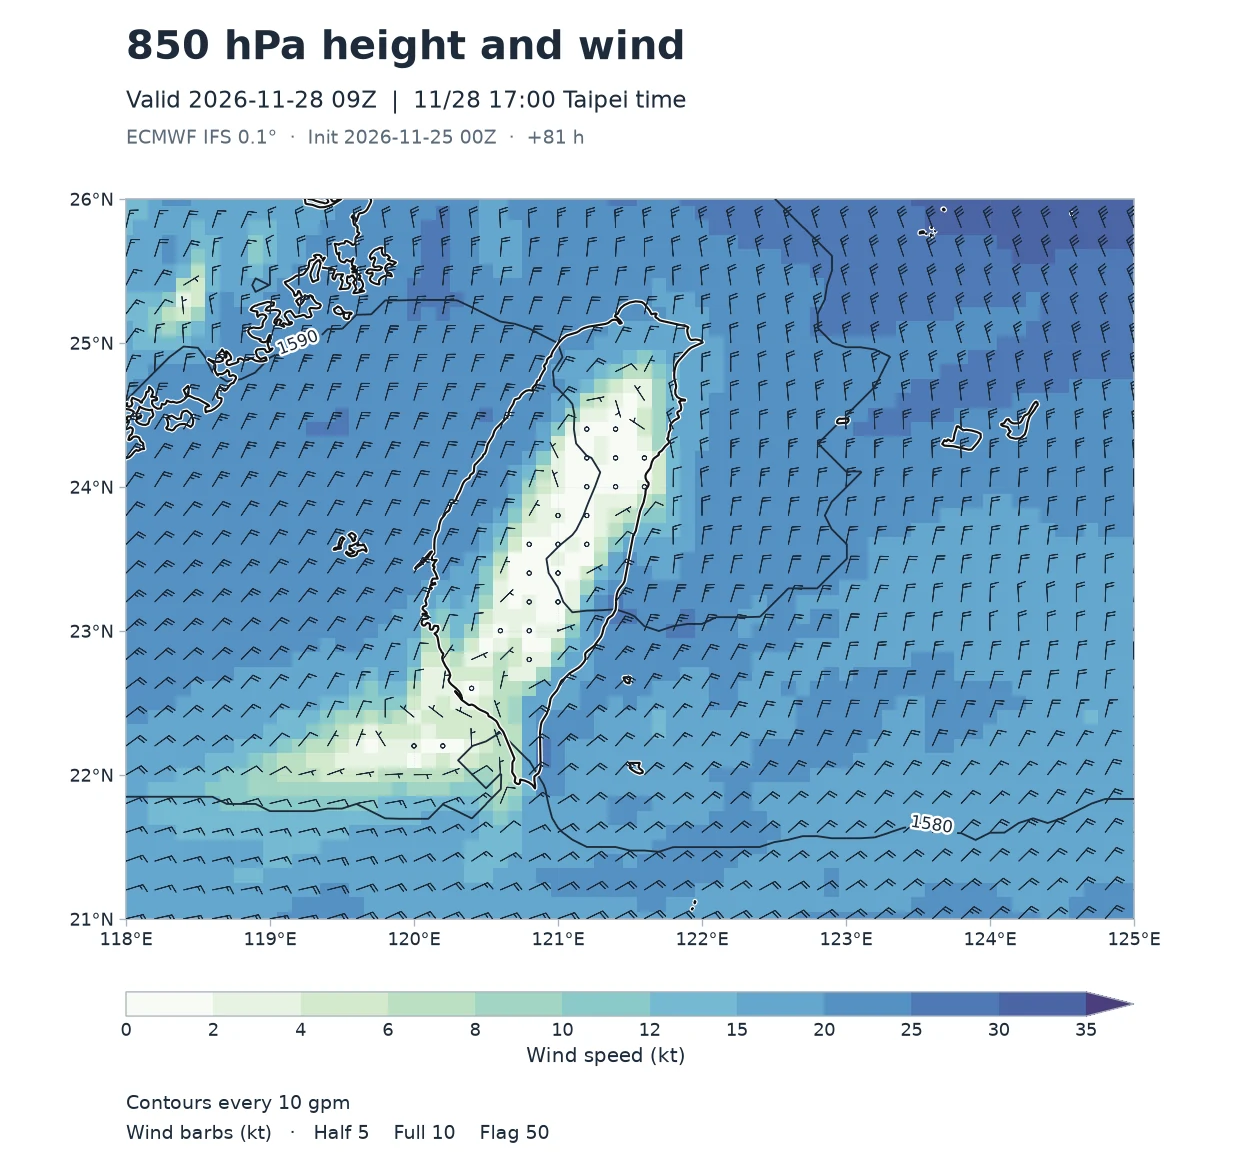 850 hPa height and wind
Valid 2026-11-28 09Z | 11/28 17:00 Taipei time
ECMWF IFS 0.1° · Init 2026-11-25 00Z · +81 h
26°N
25°N
24°N
23°N
22°N
21°N
1590
1580
118°E 119°E 120°E 121°E 122°E 123°E 124°E 125°E
0 2 4 6 8 10 12 15 20 25 30 35
Wind speed (kt)
Contours every 10 gpm
Wind barbs (kt) · Half 5 Full 10 Flag 50